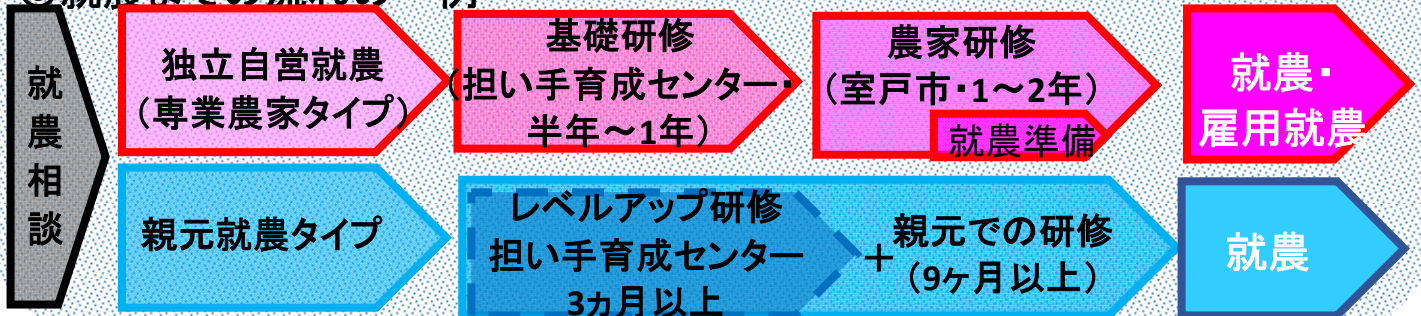 就農相談
独立自営就農
（専業農家タイプ）
基礎研修
（担い手育成センター・
半年～1年）
農家研修
（室戸市・1～2年）
就農準備
就農・
雇用就農
親元就農タイプ
レベルアップ研修
担い手育成センター
3ヵ月以上
＋
親元での研修
（9ヶ月以上）
就農